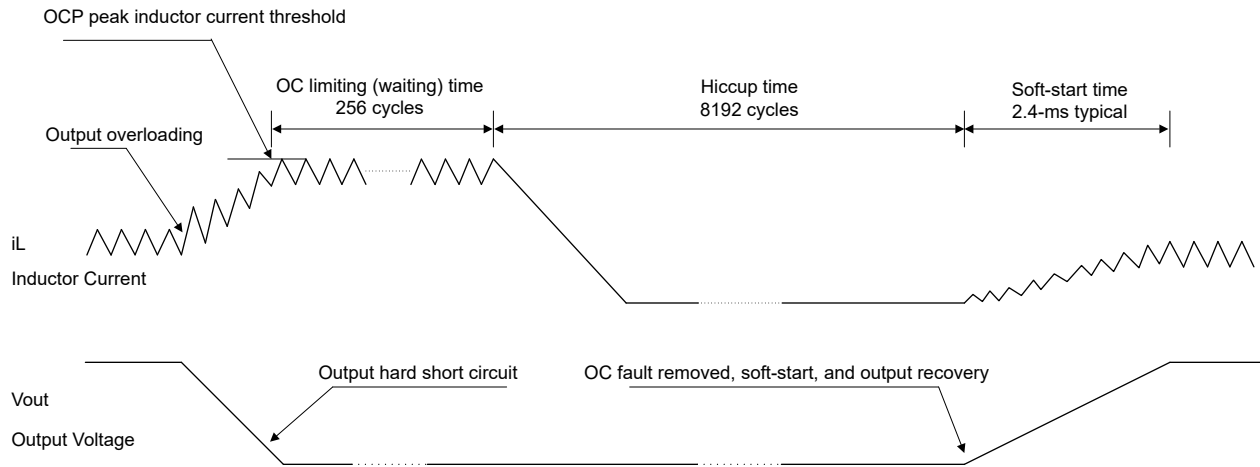 OCP peak inductor current threshold
OC limiting (waiting) time
256 cycles
Hiccup time
8192 cycles
Soft-start time
2.4-ms typical
Output overloading
iL
Inductor Current
Output hard short circuit
OC fault removed, soft-start, and output recovery
Vout
Output Voltage